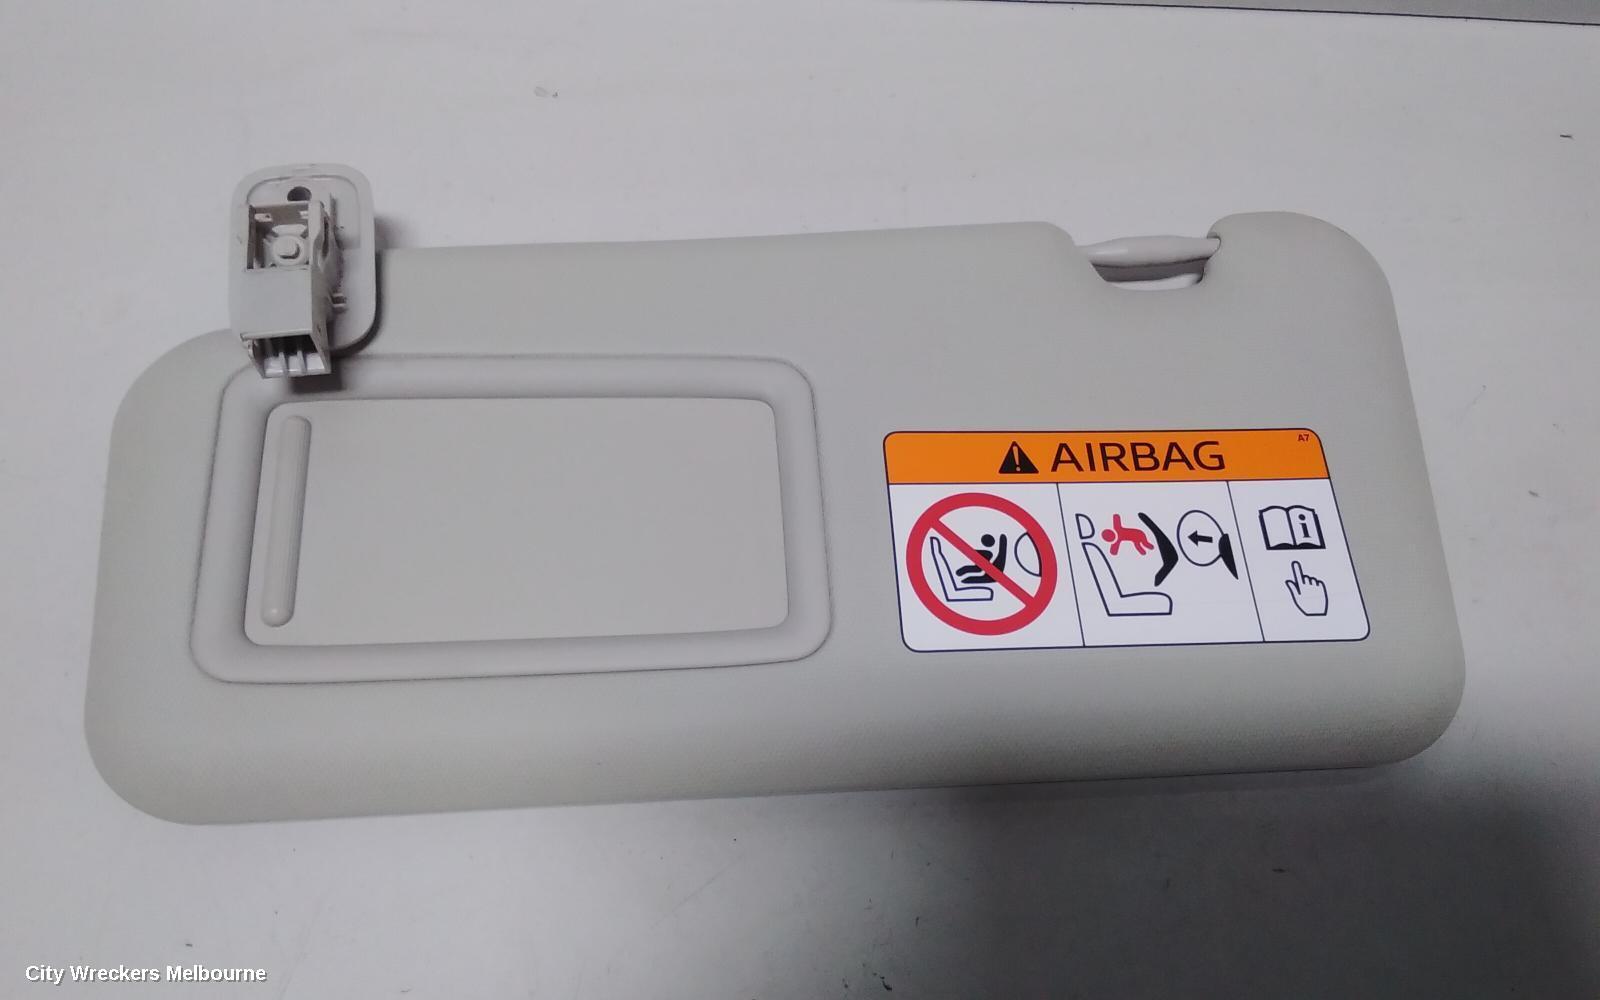 AIRBAG
A7
i
City Wreckers Melbourne